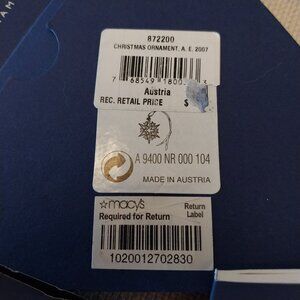 872200
CHRISTMAS ORNAMENT, A. E. 2007
Austria
REC. RETAIL PRICE $
A 9400 NR 000 104
MADE IN AUSTRIA
macy's
Return
Required for Return
Label
1020012702830